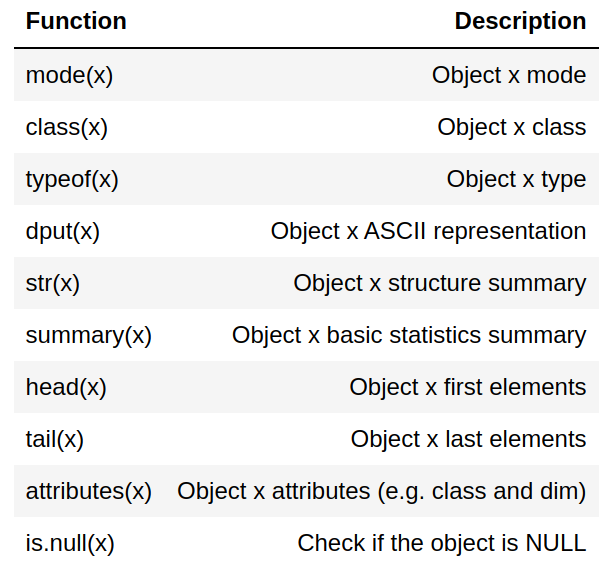 Function Description
mode(x) Object x mode
class(x) Object x class
typeof(x) Object x type
dput(x) Object x ASCII representation
str(x) Object x structure summary
summary(x) Object x basic statistics summary
head(x) Object x first elements
tail(x) Object x last elements
attributes(x) Object x attributes (e.g. class and dim)
is.null(x) Check if the object is NULL